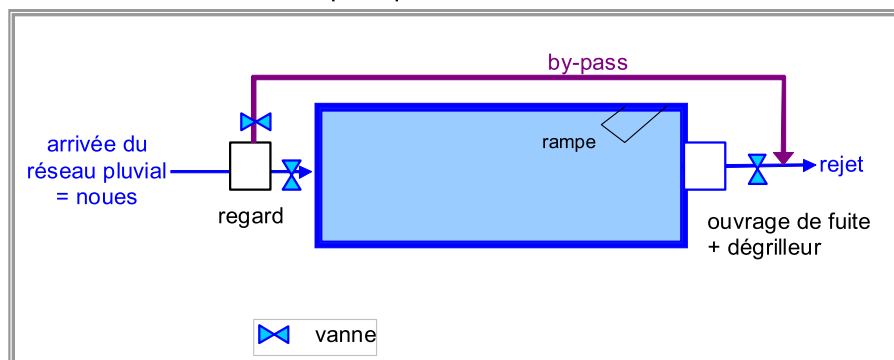 by-pass
arrivée du
réseau pluvial
= noues
rampe
rejet
regard
ouvrage de fuite
+ dégrilleur
vanne